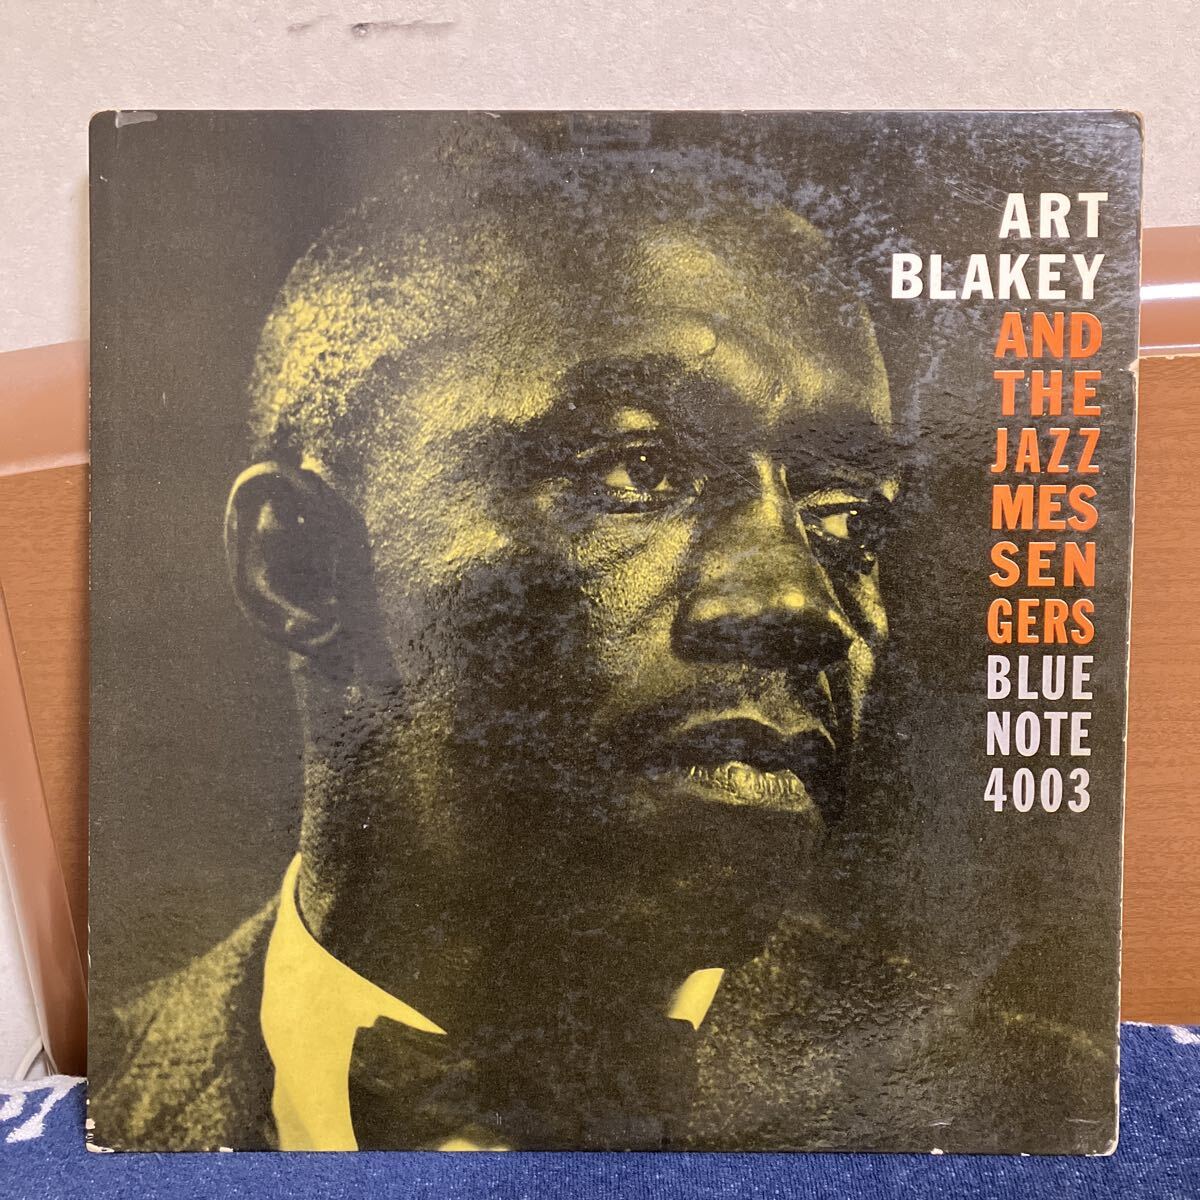 ART
BLAKEY
AND
THE
JAZZ
MES
SEN
GERS
BLUE
NOTE
4003